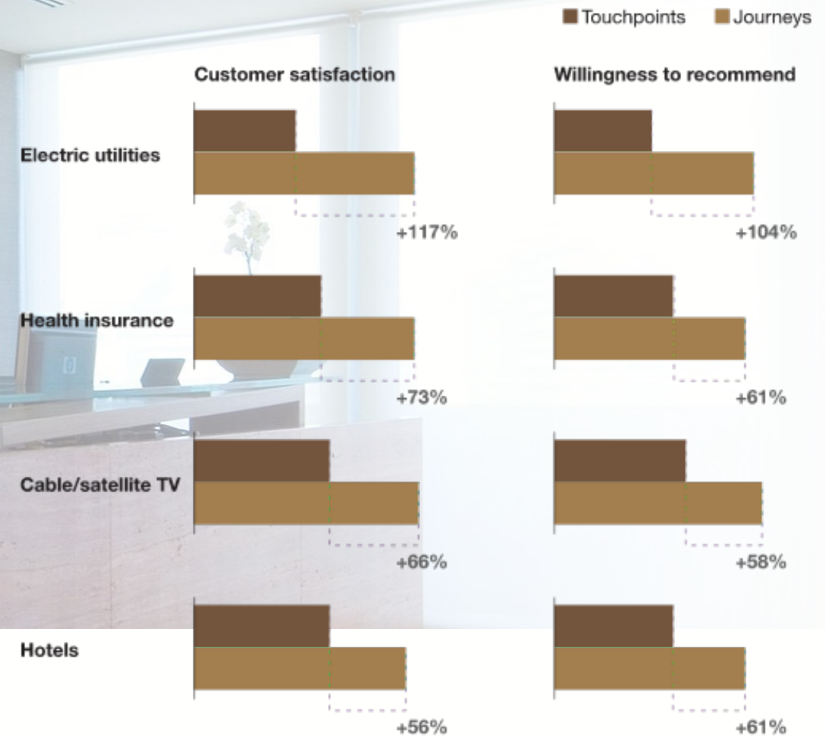 Touchpoints Journeys
Customer satisfaction Willingness to recommend
Electric utilities
+117% +104%
Health insurance
+73% +61%
Cable/satellite TV
+66% +58%
Hotels
+56% +61%